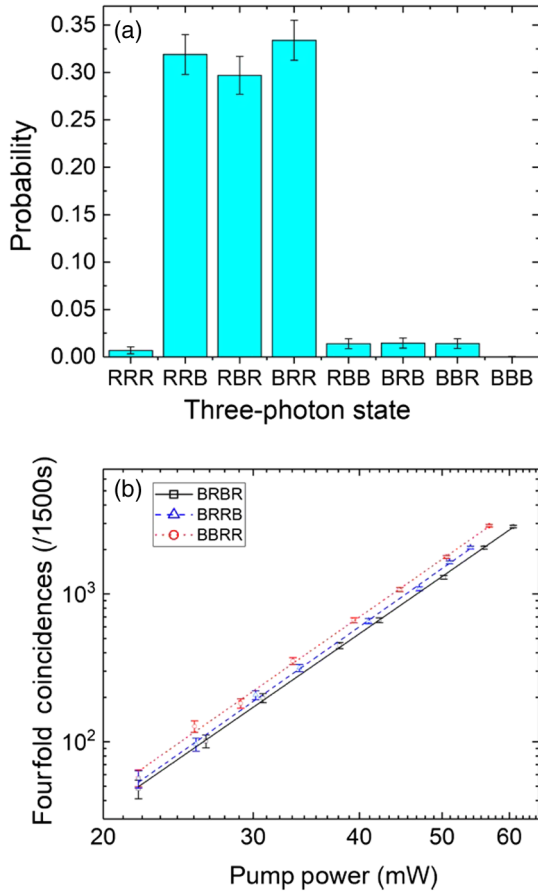 (a)
Probability
0.35
0.30
0.25
0.20
0.15
0.10
0.05
0.00
RRR RRB RBR BRR RBB BRB BBR BBB
Three-photon state
(b)
BRBR
BRRB
BBRR
Fourfold coincidences (/1500s)
10³
10²
20 30 40 50 60
Pump power (mW)